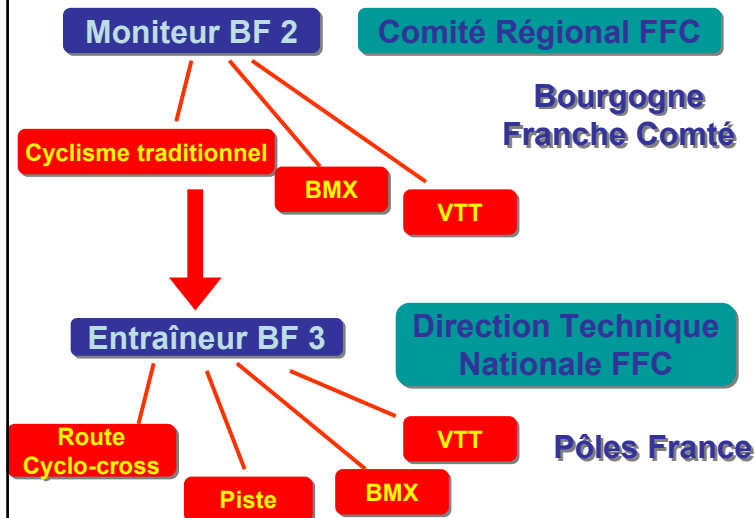 Moniteur BF 2
Comité Régional FFC
Bourgogne
Franche Comté
Cyclisme traditionnel
BMX
VTT
Entraîneur BF 3
Direction Technique
Nationale FFC
Route
Cyclo-cross
Piste
BMX
VTT
Pôles France